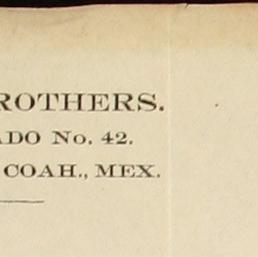 ROTHERS.
ADO No. 42.
COAH., MEX.